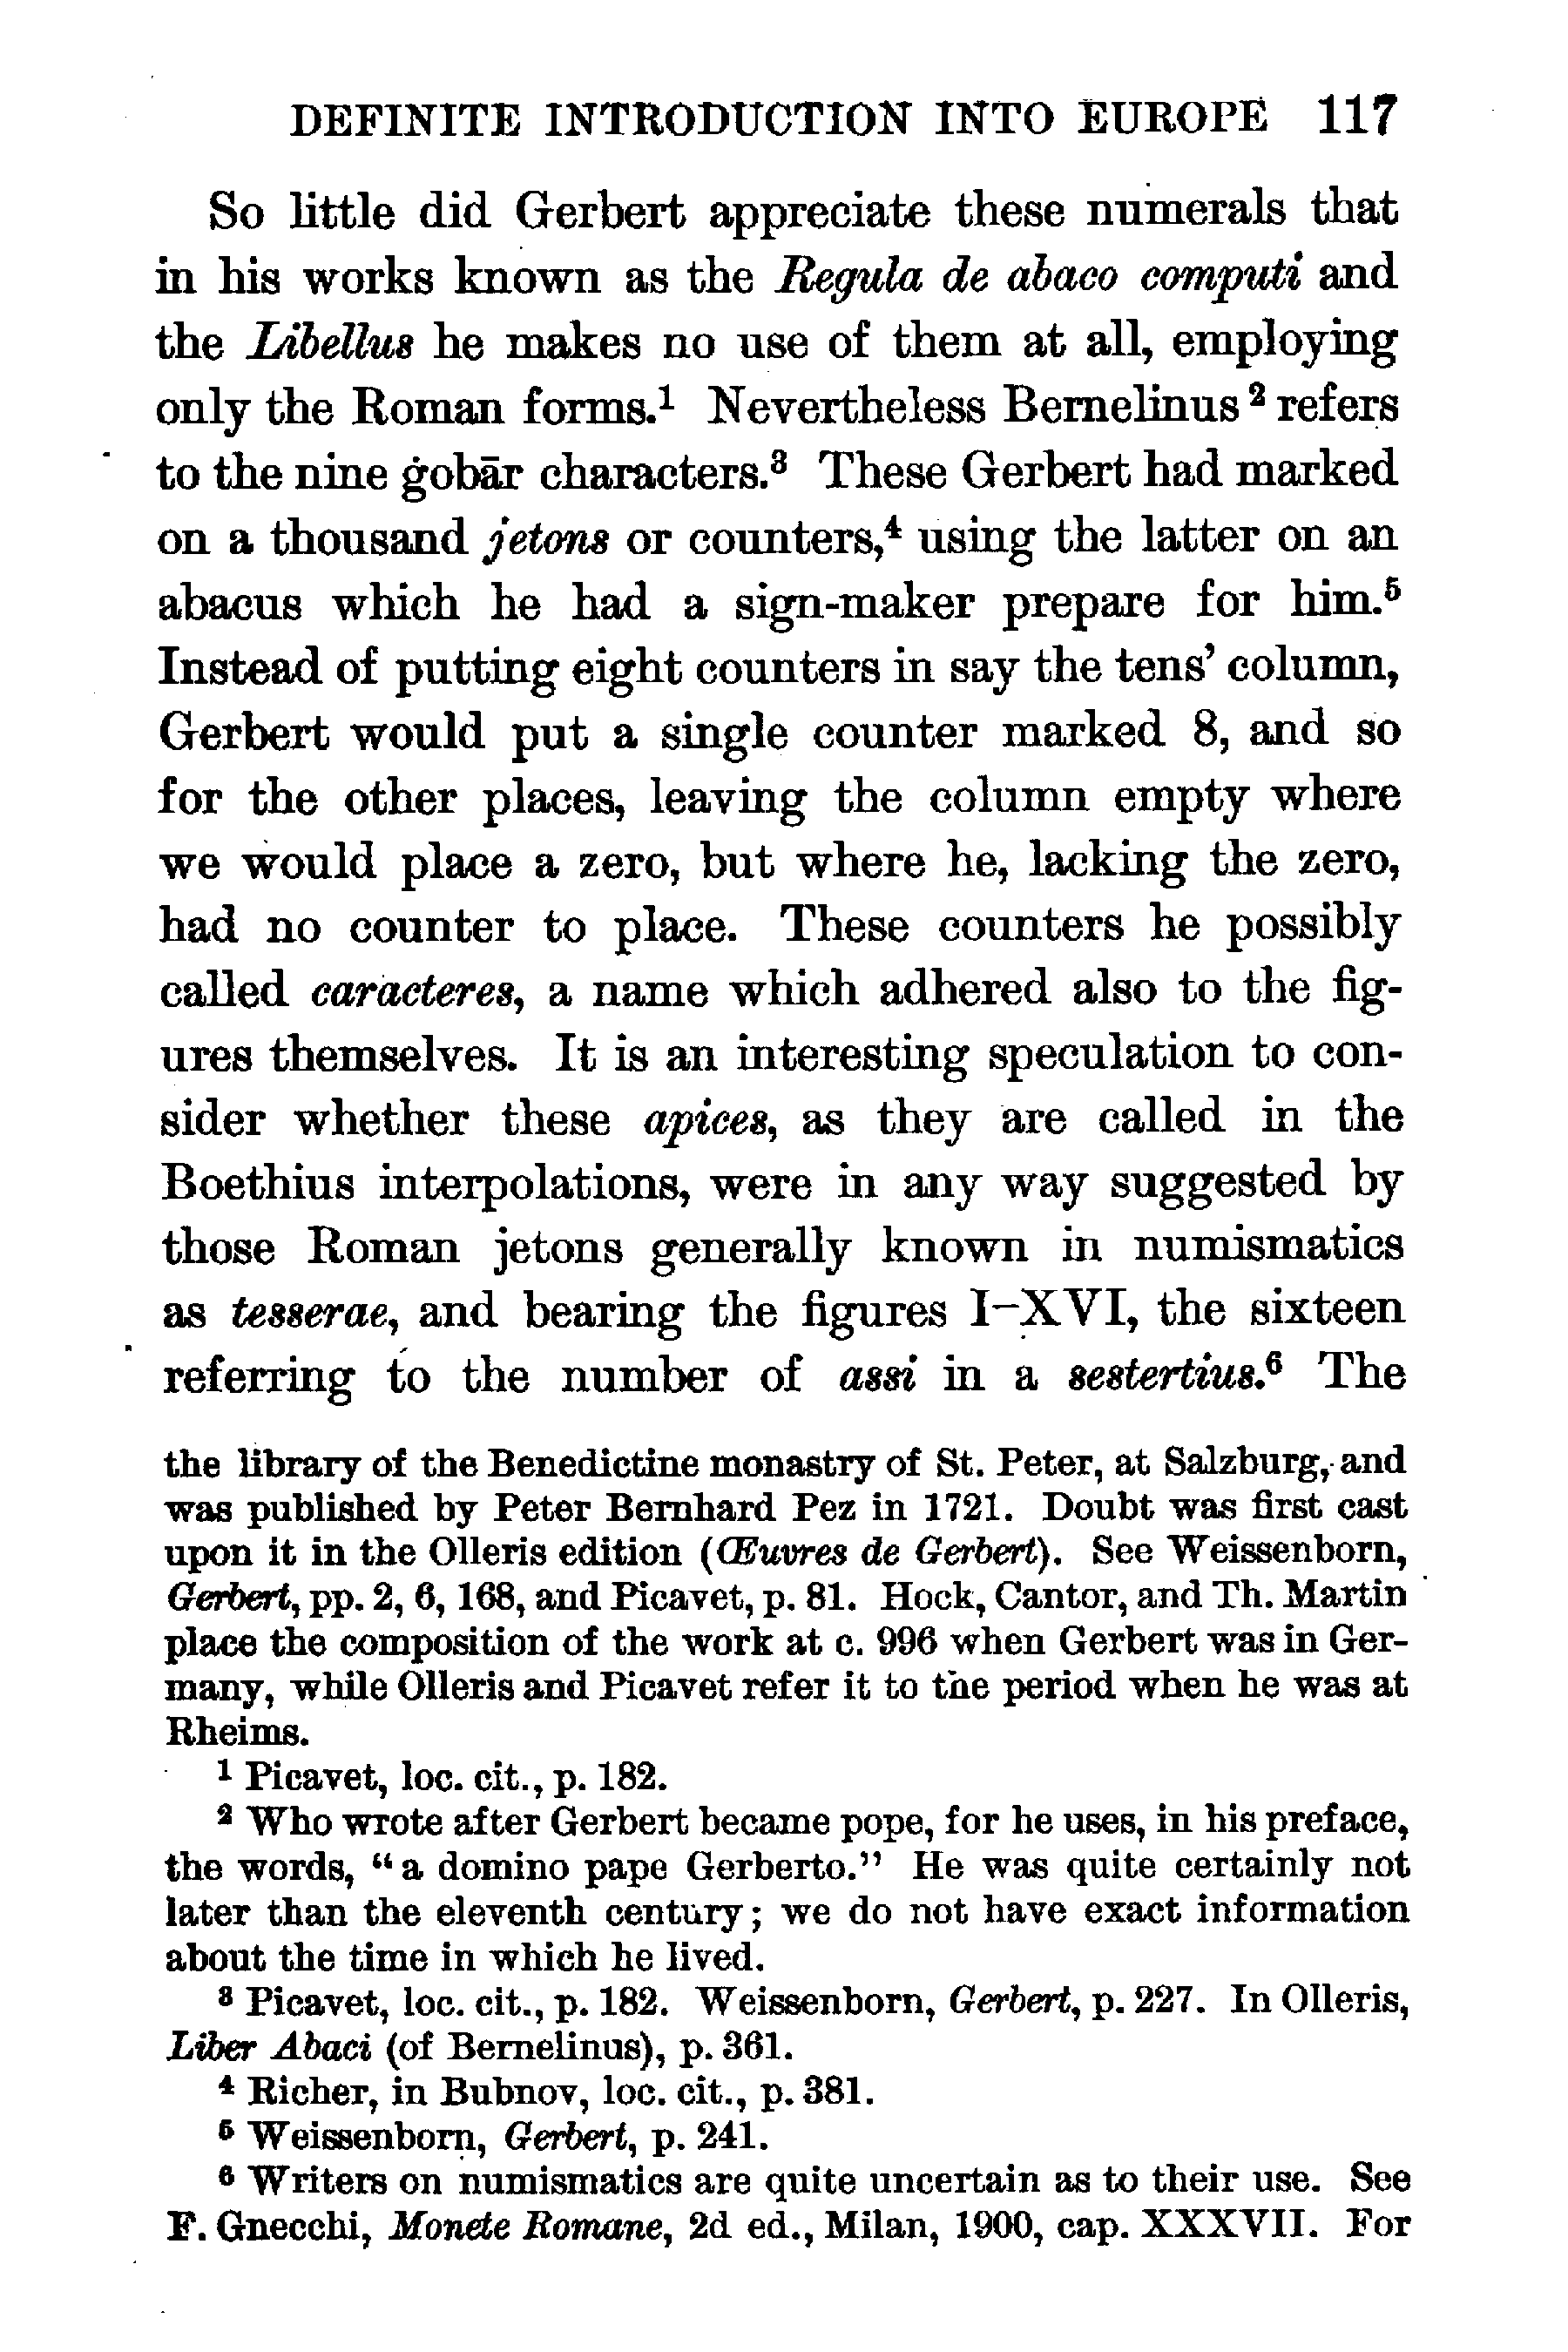 DEFINITE INTRODUCTION INTO EUROPE 117
So little did Gerbert appreciate these numerals that
in his works known as the Regula de abaco computi and
the Libellus he makes no use of them at all, employing
only the Roman forms.¹ Nevertheless Bernelinus² refers
to the nine ġobār characters.³ These Gerbert had marked
on a thousand jetons or counters,⁴ using the latter on an
abacus which he had a sign-maker prepare for him.⁵
Instead of putting eight counters in say the tens' column,
Gerbert would put a single counter marked 8, and so
for the other places, leaving the column empty where
we would place a zero, but where he, lacking the zero,
had no counter to place. These counters he possibly
called caracteres, a name which adhered also to the fig-
ures themselves. It is an interesting speculation to con-
sider whether these apices, as they are called in the
Boethius interpolations, were in any way suggested by
those Roman jetons generally known in numismatics
as tesserae, and bearing the figures I–XVI, the sixteen
referring to the number of assi in a sestertius.⁶ The
the library of the Benedictine monastry of St. Peter, at Salzburg, and
was published by Peter Bernhard Pez in 1721. Doubt was first cast
upon it in the Olleris edition (Œuvres de Gerbert). See Weissenborn,
Gerbert, pp. 2, 6, 168, and Picavet, p. 81. Hock, Cantor, and Th. Martin
place the composition of the work at c. 996 when Gerbert was in Ger-
many, while Olleris and Picavet refer it to the period when he was at
Rheims.
¹ Picavet, loc. cit., p. 182.
² Who wrote after Gerbert became pope, for he uses, in his preface,
the words, "a domino pape Gerberto." He was quite certainly not
later than the eleventh century; we do not have exact information
about the time in which he lived.
³ Picavet, loc. cit., p. 182. Weissenborn, Gerbert, p. 227. In Olleris,
Liber Abaci (of Bernelinus), p. 361.
⁴ Richer, in Bubnov, loc. cit., p. 381.
⁵ Weissenborn, Gerbert, p. 241.
⁶ Writers on numismatics are quite uncertain as to their use. See
F. Gnecchi, Monete Romane, 2d ed., Milan, 1900, cap. XXXVII. For